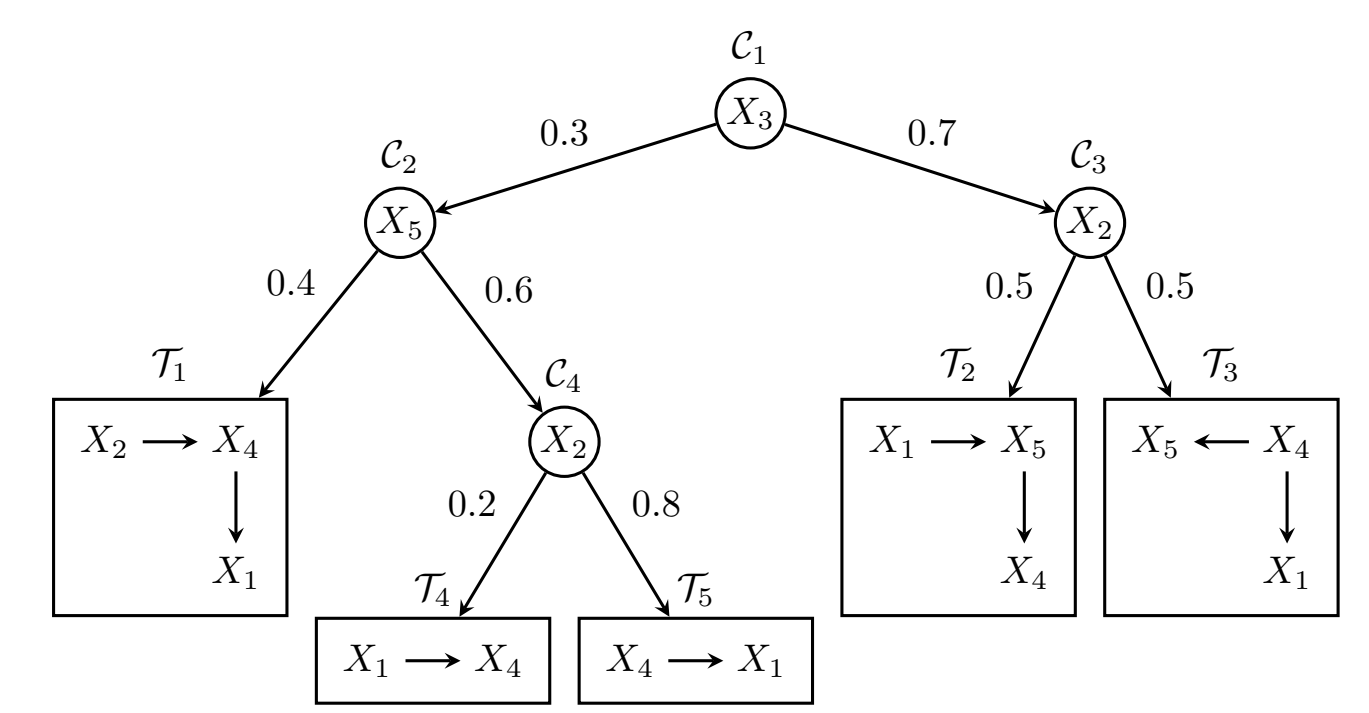 𝒞₁
X₃
0.3 0.7
𝒞₂ 𝒞₃
X₅ X₂
0.4 0.6 0.5 0.5
𝒯₁ 𝒞₄ 𝒯₂ 𝒯₃
X₂ → X₄ X₂ X₁ → X₅ X₅ ← X₄
0.2 0.8
X₁ X₄ X₁
𝒯₄ 𝒯₅
X₁ → X₄ X₄ → X₁